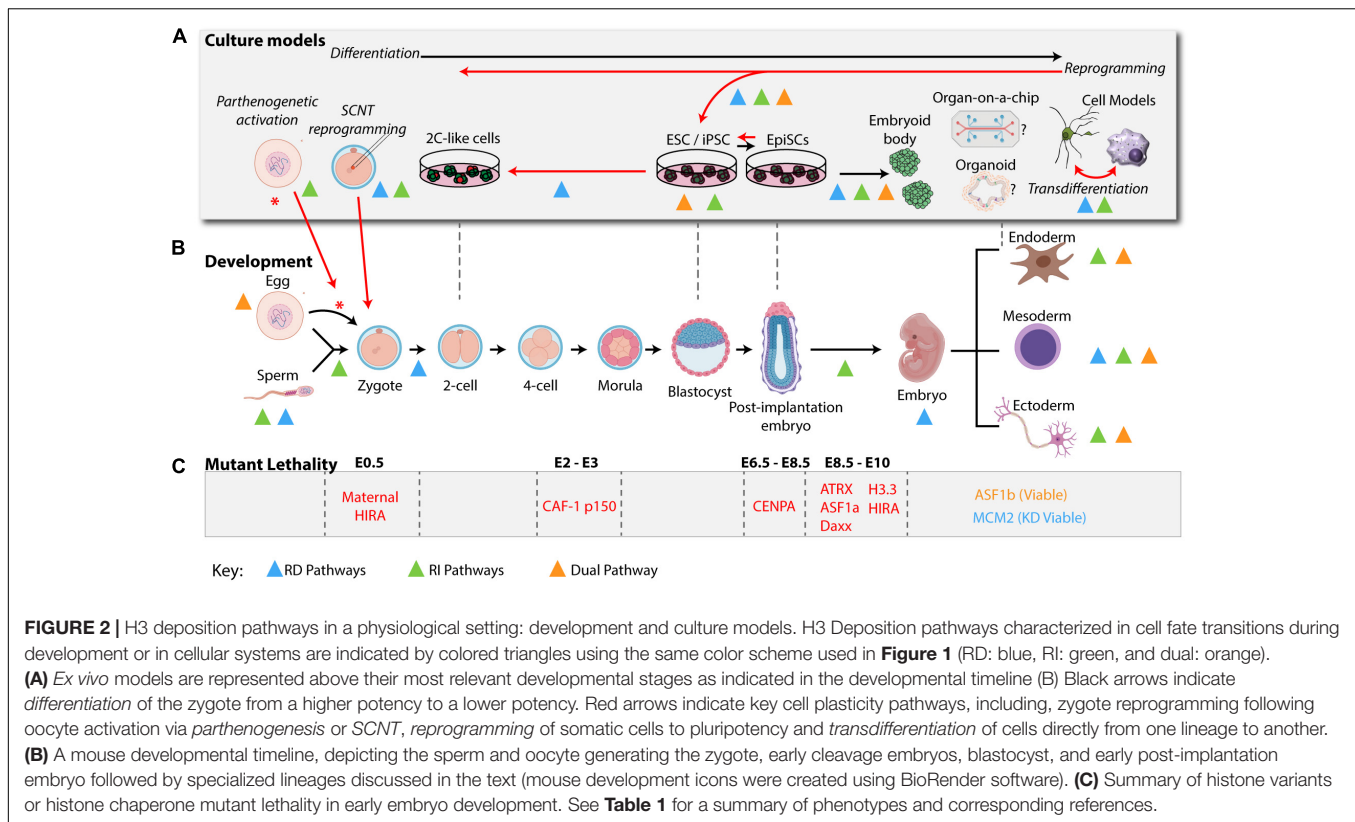 A
Culture models
Differentiation
Reprogramming
Parthenogenetic
activation
SCNT
reprogramming
2C-like cells
ESC / iPSC
EpiSCs
Embryoid
body
Organ-on-a-chip
?
Organoid
?
Cell Models
Transdifferentiation
*
B
Development
Egg
*
Sperm
Zygote
2-cell
4-cell
Morula
Blastocyst
Post-implantation
embryo
Embryo
Endoderm
Mesoderm
Ectoderm
C
Mutant Lethality
E0.5
E2 - E3
E6.5 - E8.5
E8.5 - E10
Maternal
HIRA
CAF-1 p150
CENPA
ATRX H3.3
ASF1a HIRA
Daxx
ASF1b (Viable)
MCM2 (KD Viable)
Key: RD Pathways RI Pathways Dual Pathway
FIGURE 2 | H3 deposition pathways in a physiological setting: development and culture models. H3 Deposition pathways characterized in cell fate transitions during
development or in cellular systems are indicated by colored triangles using the same color scheme used in Figure 1 (RD: blue, RI: green, and dual: orange).
(A) Ex vivo models are represented above their most relevant developmental stages as indicated in the developmental timeline (B) Black arrows indicate
differentiation of the zygote from a higher potency to a lower potency. Red arrows indicate key cell plasticity pathways, including, zygote reprogramming following
oocyte activation via parthenogenesis or SCNT, reprogramming of somatic cells to pluripotency and transdifferentiation of cells directly from one lineage to another.
(B) A mouse developmental timeline, depicting the sperm and oocyte generating the zygote, early cleavage embryos, blastocyst, and early post-implantation
embryo followed by specialized lineages discussed in the text (mouse development icons were created using BioRender software). (C) Summary of histone variants
or histone chaperone mutant lethality in early embryo development. See Table 1 for a summary of phenotypes and corresponding references.